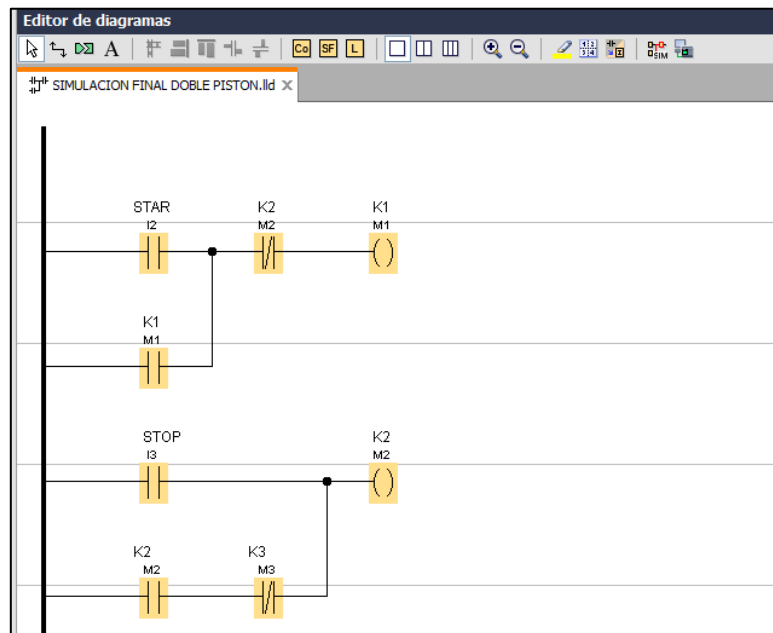 Editor de diagramas
A Co SF L
SIMULACION FINAL DOBLE PISTON.lld
STAR K2 K1
I2 M2 M1
K1
M1
STOP K2
I3 M2
K2 K3
M2 M3